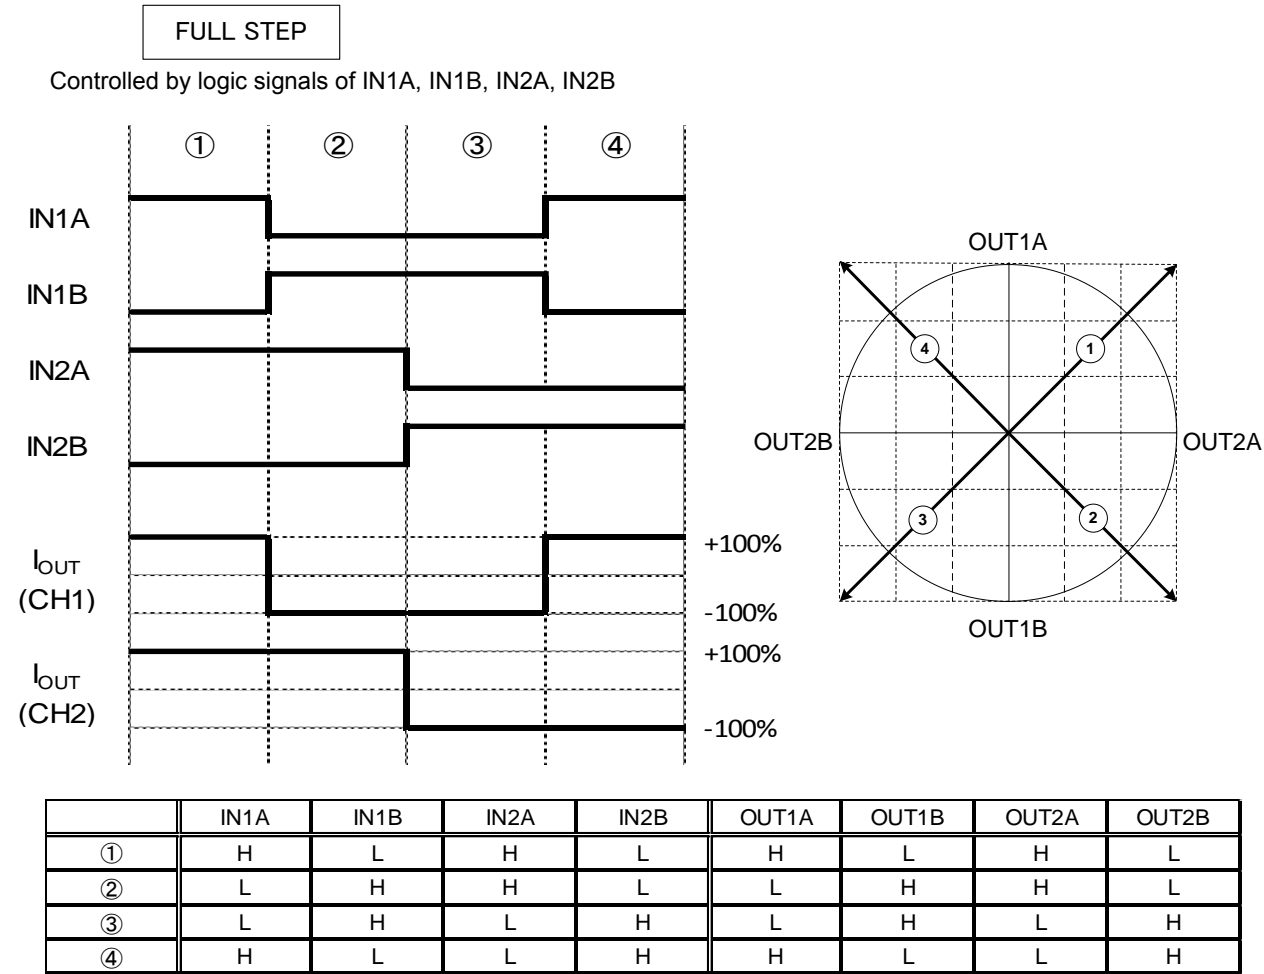 FULL STEP
Controlled by logic signals of IN1A, IN1B, IN2A, IN2B
① ② ③ ④
IN1A
IN1B
IN2A
IN2B
IOUT
(CH1)
+100%
-100%
IOUT
(CH2)
+100%
-100%
OUT1A
4 1
OUT2B OUT2A
3 2
OUT1B
IN1A IN1B IN2A IN2B OUT1A OUT1B OUT2A OUT2B
① H L H L H L H L
② L H H L L H H L
③ L H L H L H L H
④ H L L H H L L H